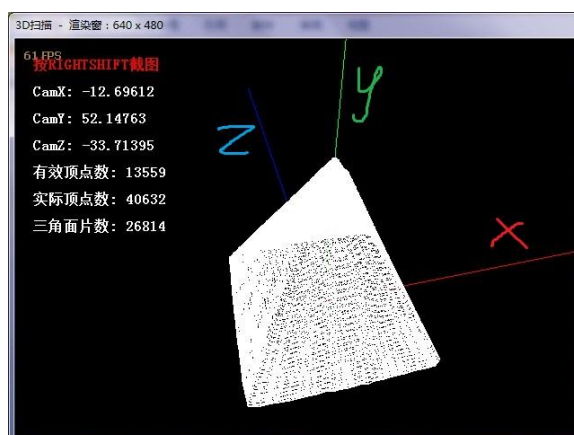 3D扫描 - 渲染窗: 640 x 480
61 FPS
按RIGHTSHIFT截图
CamX: -12.69612
CamY: 52.14763
CamZ: -33.71395
有效顶点数: 13559
实际顶点数: 40632
三角面片数: 26814
y
Z
X